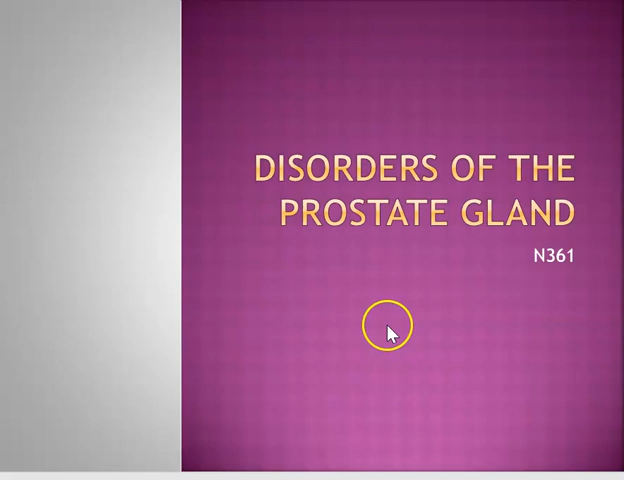 DISORDERS OF THE
PROSTATE GLAND
N361